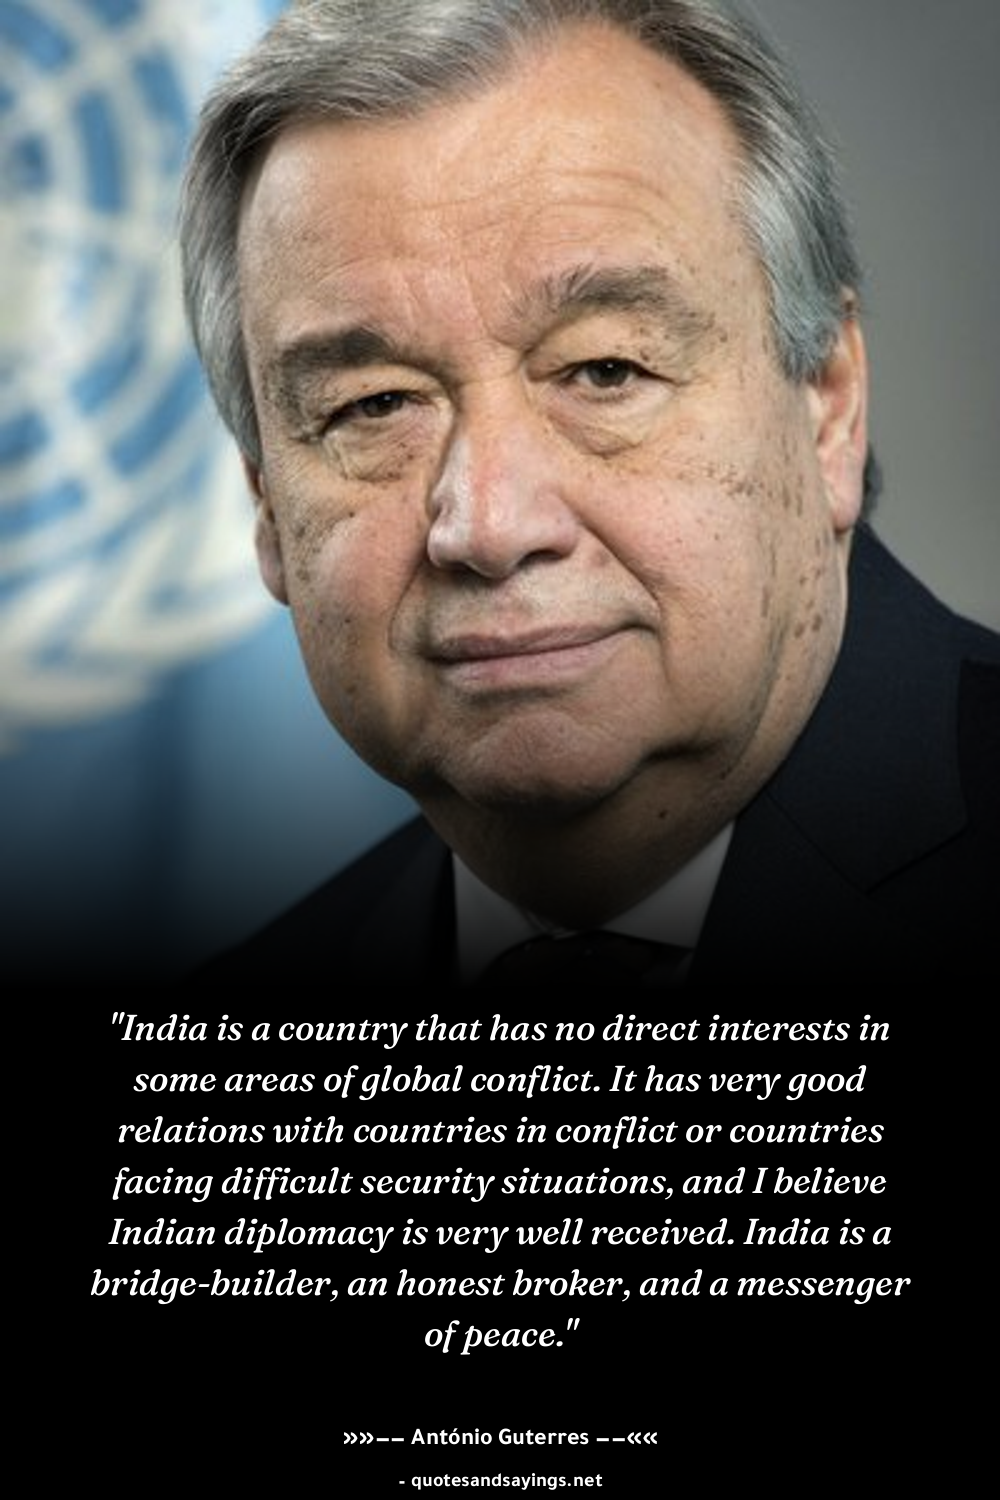 "India is a country that has no direct interests in
some areas of global conflict. It has very good
relations with countries in conflict or countries
facing difficult security situations, and I believe
Indian diplomacy is very well received. India is a
bridge-builder, an honest broker, and a messenger
of peace."
»»−− António Guterres −−««
- quotesandsayings.net